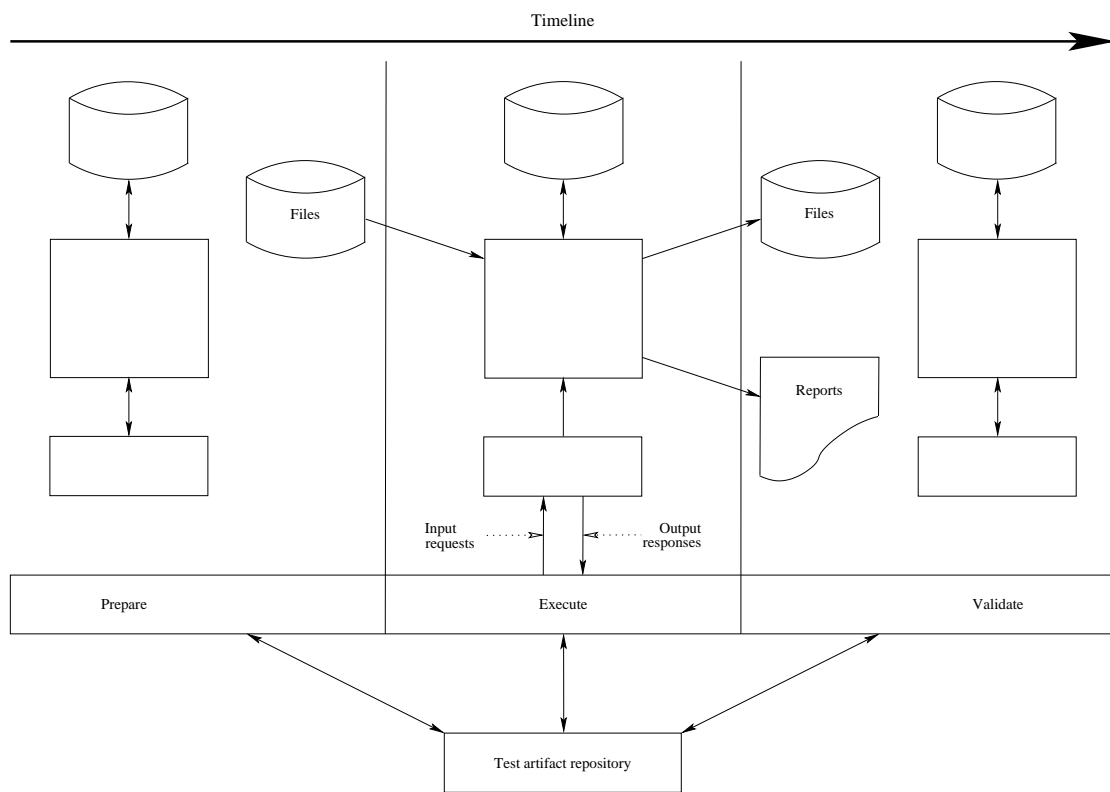 Timeline
Files
Files
Reports
Input
requests
Output
responses
Prepare
Execute
Validate
Test artifact repository